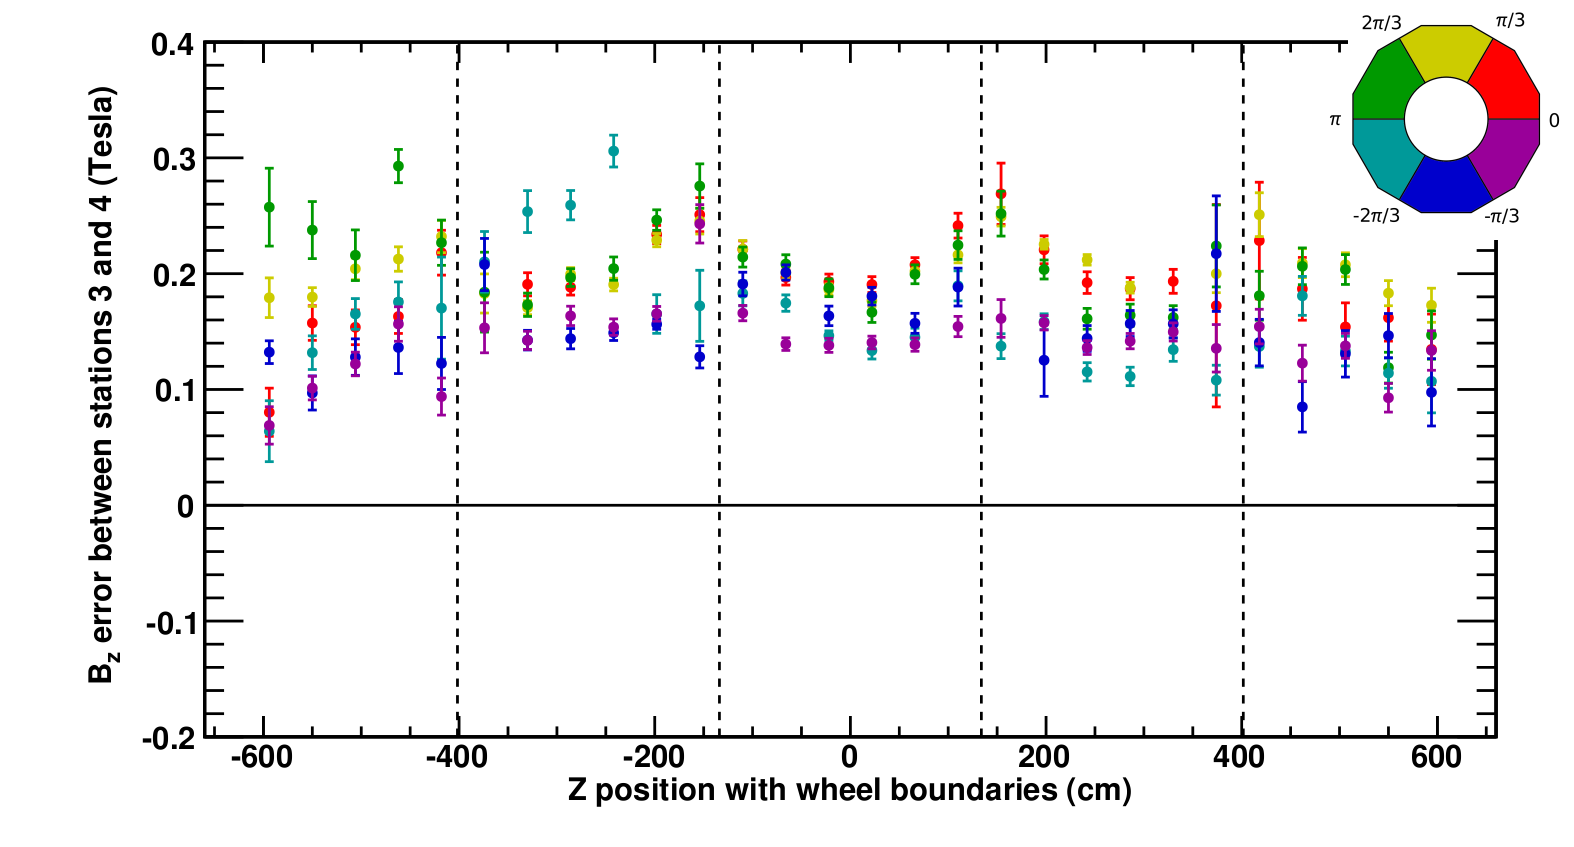 2π/3
π/3
π
0
-2π/3
-π/3
Bz error between stations 3 and 4 (Tesla)
0.4
0.3
0.2
0.1
0
-0.1
-0.2
-600
-400
-200
0
200
400
600
Z position with wheel boundaries (cm)